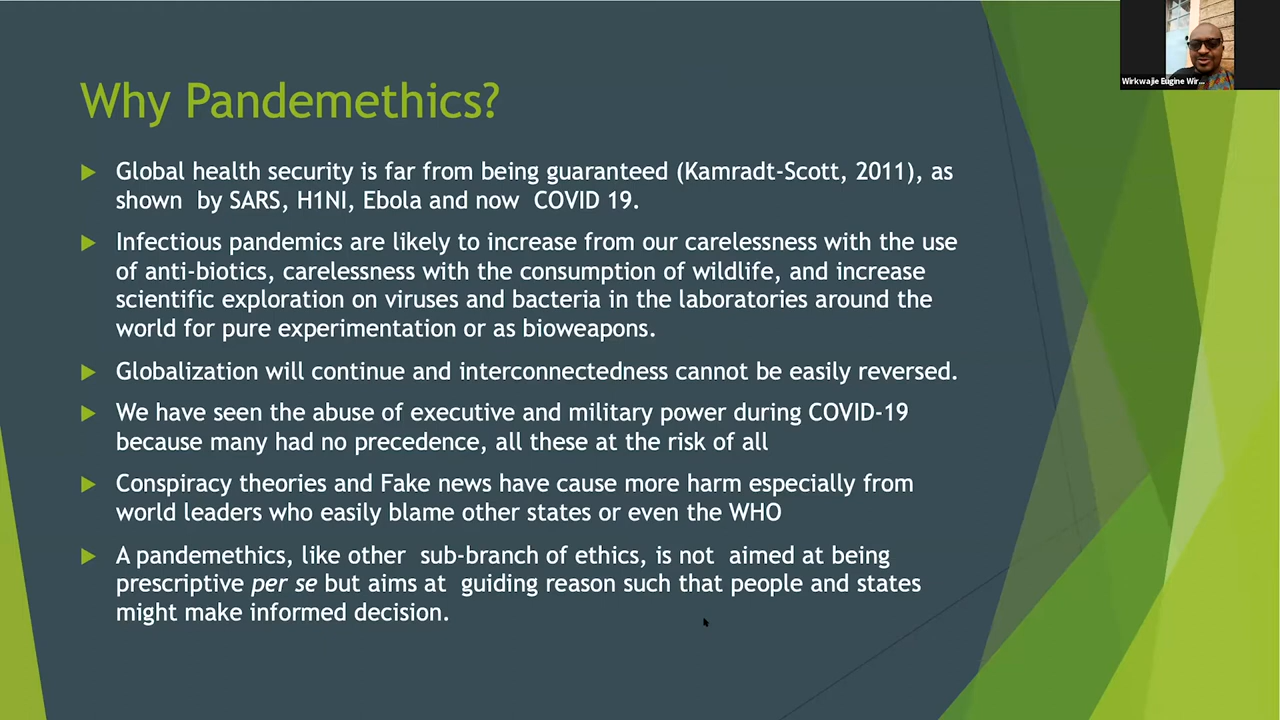 Why Pandemethics?
Global health security is far from being guaranteed (Kamradt-Scott, 2011), as
shown by SARS, H1NI, Ebola and now COVID 19.
Infectious pandemics are likely to increase from our carelessness with the use
of anti-biotics, carelessness with the consumption of wildlife, and increase
scientific exploration on viruses and bacteria in the laboratories around the
world for pure experimentation or as bioweapons.
Globalization will continue and interconnectedness cannot be easily reversed.
We have seen the abuse of executive and military power during COVID-19
because many had no precedence, all these at the risk of all
Conspiracy theories and Fake news have cause more harm especially from
world leaders who easily blame other states or even the WHO
A pandemethics, like other sub-branch of ethics, is not aimed at being
prescriptive per se but aims at guiding reason such that people and states
might make informed decision.
Wirkwajie Eugine Wir...